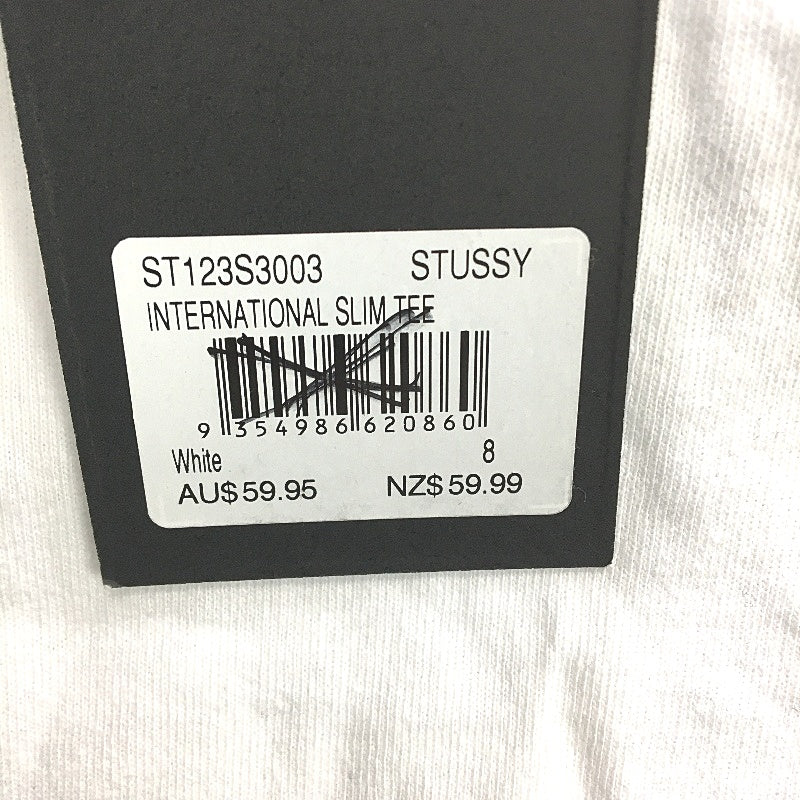 ST123S3003 STUSSY
INTERNATIONAL SLIM TEE
9 354986 620860
White 8
AU$59.95 NZ$59.99